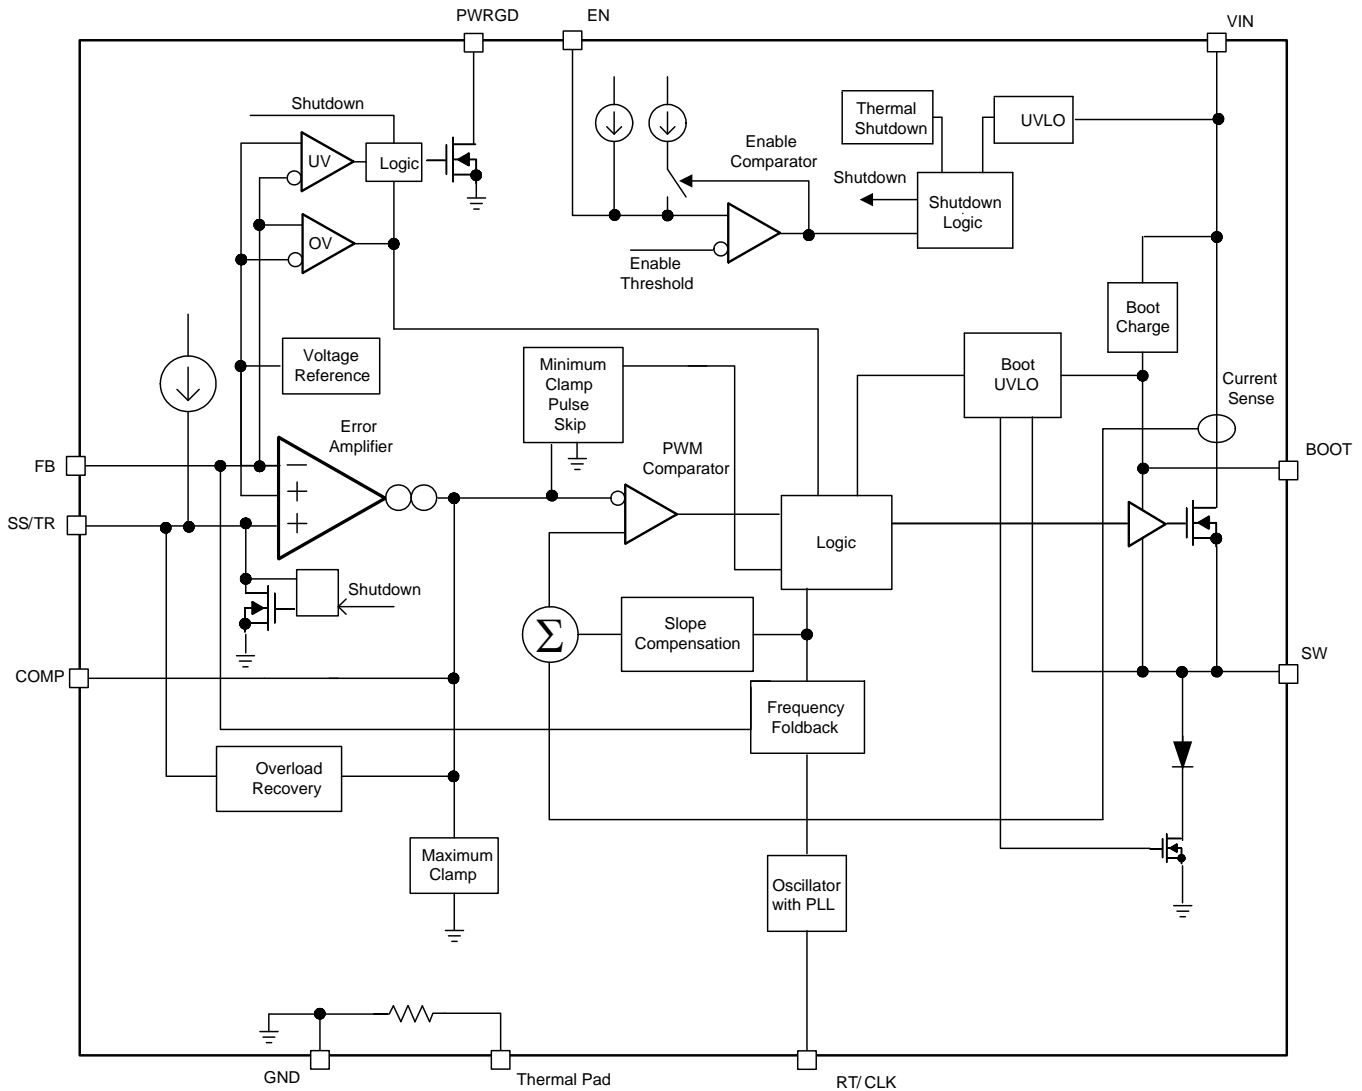 PWRGD
EN
VIN
Shutdown
UV
Logic
OV
Enable
Comparator
Enable
Threshold
Thermal
Shutdown
UVLO
Shutdown
Shutdown
Logic
Boot
Charge
Voltage
Reference
Minimum
Clamp
Pulse
Skip
Boot
UVLO
Current
Sense
Error
Amplifier
PWM
Comparator
FB
−
+
+
BOOT
SS/TR
Logic
Shutdown
Σ
Slope
Compensation
COMP
SW
Frequency
Foldback
Overload
Recovery
Maximum
Clamp
Oscillator
with PLL
GND
Thermal Pad
RT/CLK